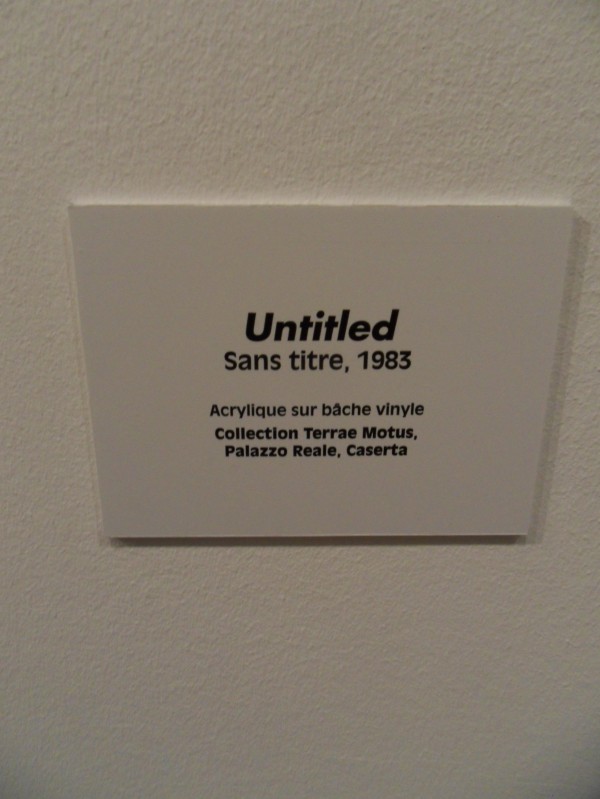 Untitled
Sans titre, 1983
Acrylique sur bâche vinyle
Collection Terrae Motus,
Palazzo Reale, Caserta